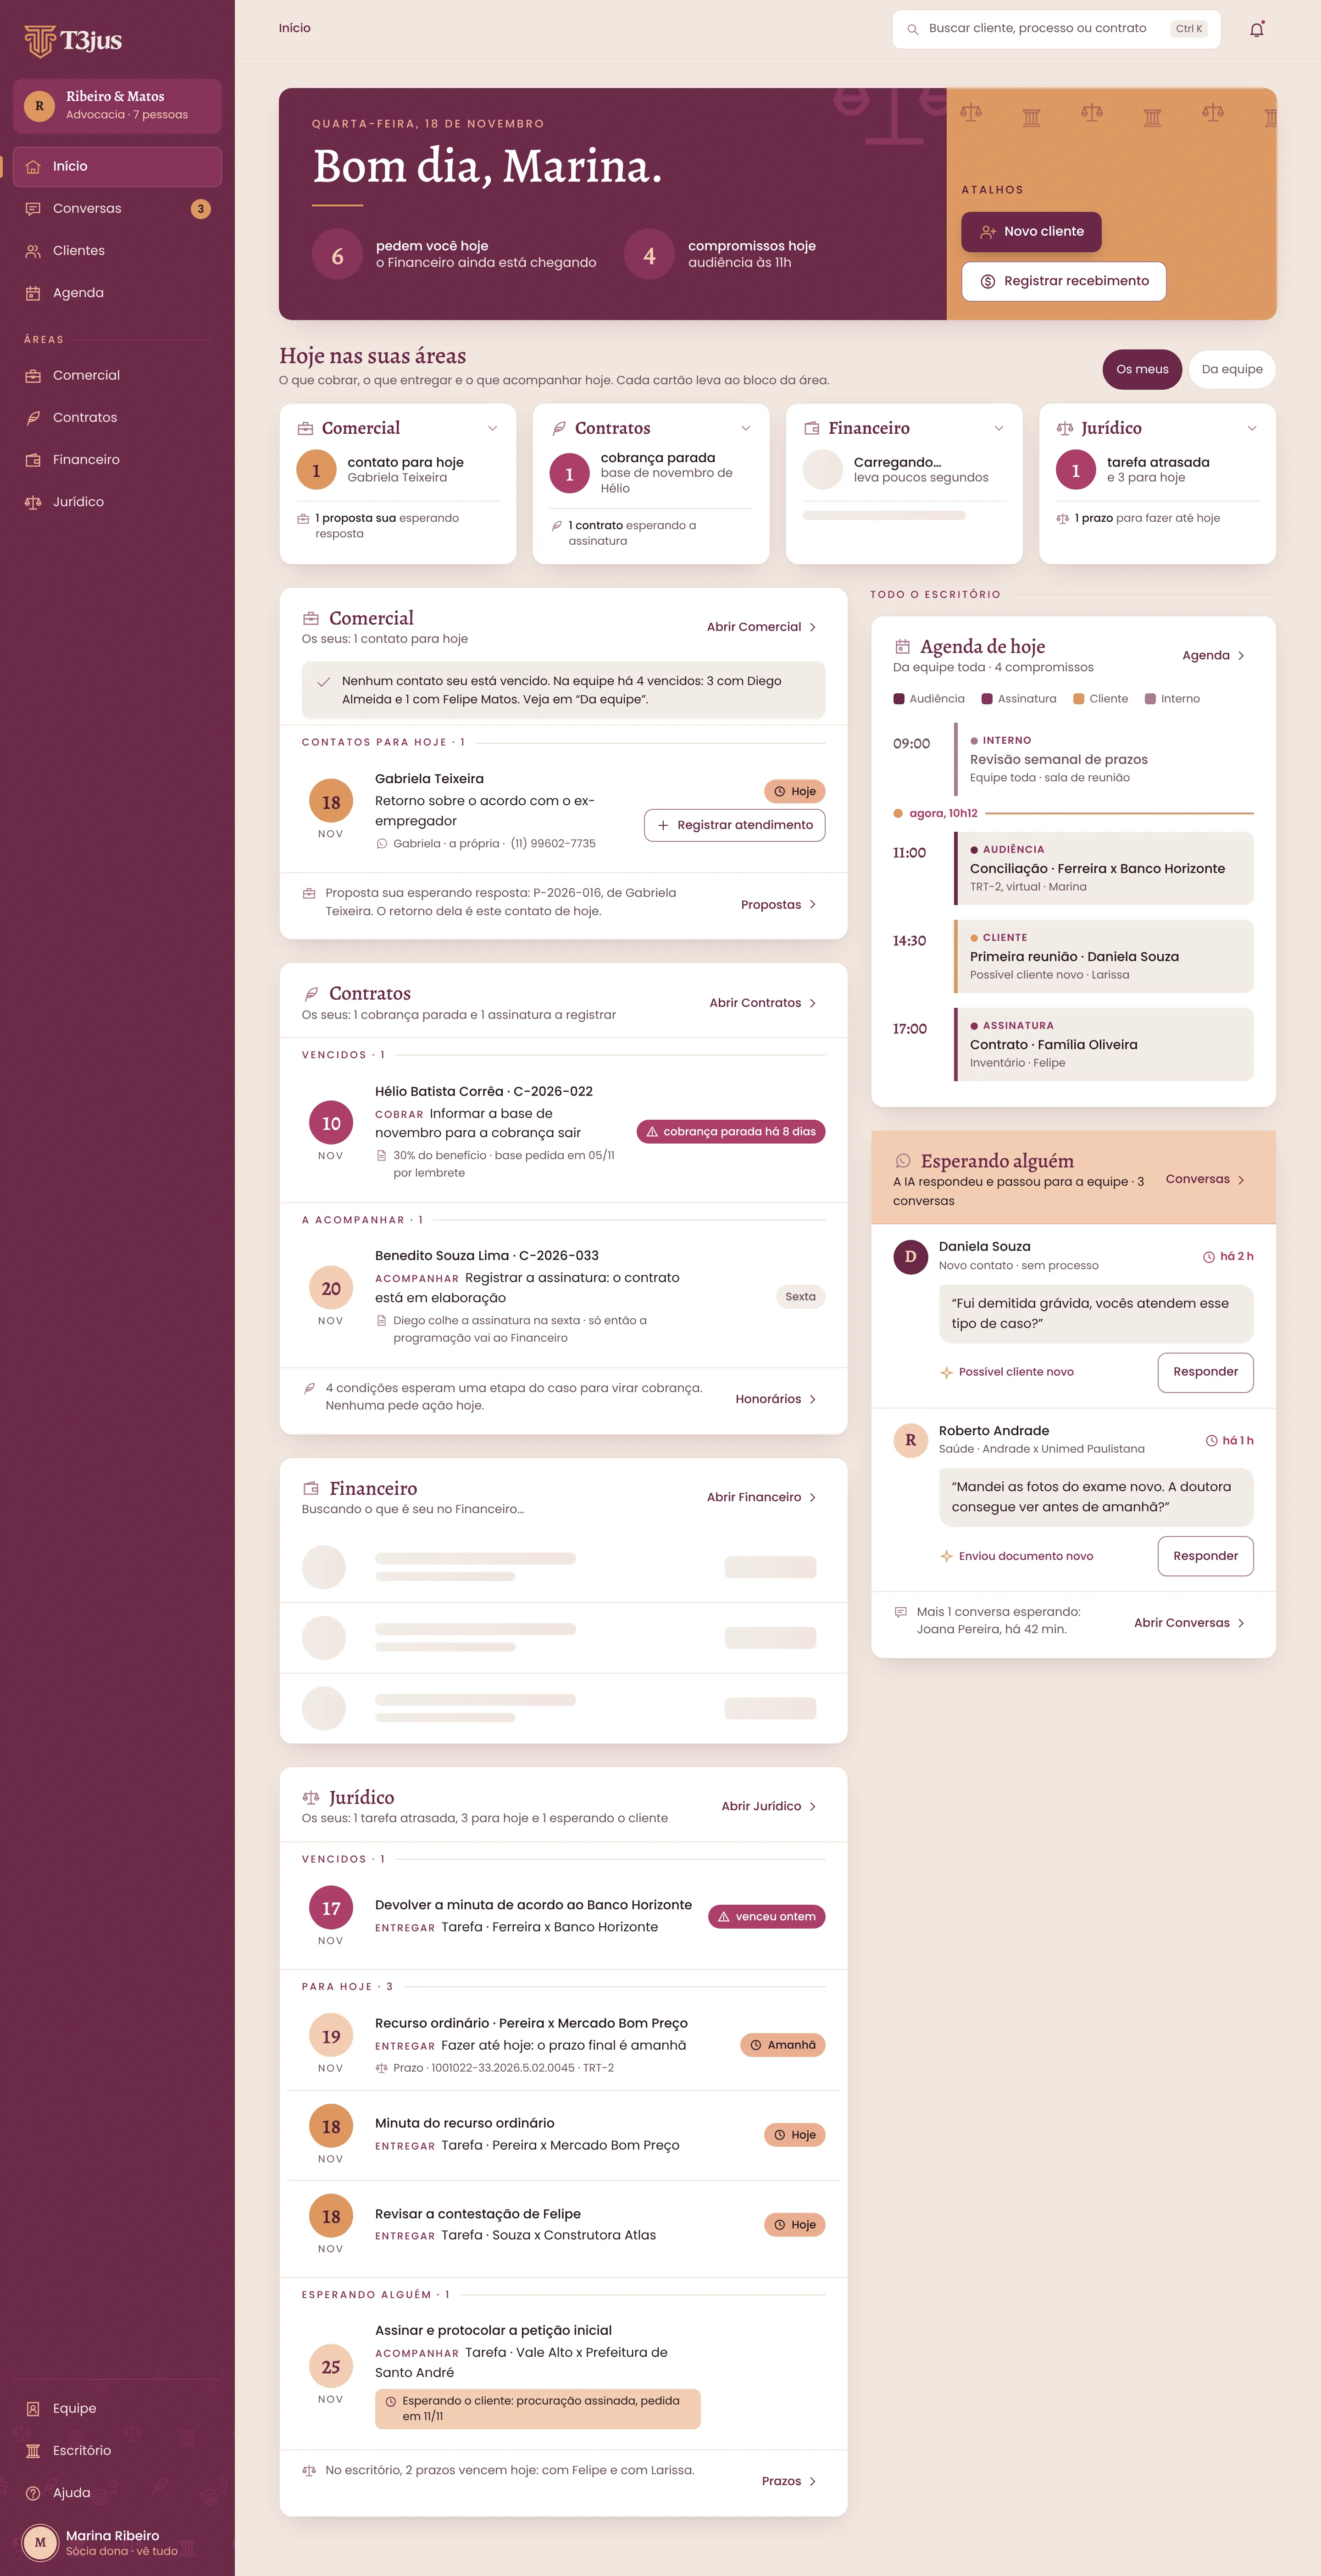 T3jus
R
Ribeiro & Matos
Advocacia · 7 pessoas
Início
Conversas
3
Clientes
Agenda
ÁREAS
Comercial
Contratos
Financeiro
Jurídico
Equipe
Escritório
Ajuda
M
Marina Ribeiro
Sócia dona · vê tudo
Início
Buscar cliente, processo ou contrato
Ctrl K
QUARTA-FEIRA, 18 DE NOVEMBRO
Bom dia, Marina.
6
pedem você hoje
o Financeiro ainda está chegando
4
compromissos hoje
audiência às 11h
ATALHOS
Novo cliente
Registrar recebimento
Hoje nas suas áreas
O que cobrar, o que entregar e o que acompanhar hoje. Cada cartão leva ao bloco da área.
Os meus
Da equipe
Comercial
1
contato para hoje
Gabriela Teixeira
1 proposta sua esperando
resposta
Contratos
1
cobrança parada
base de novembro de
Hélio
1 contrato esperando a
assinatura
Financeiro
Carregando...
leva poucos segundos
Jurídico
1
tarefa atrasada
e 3 para hoje
1 prazo para fazer até hoje
Comercial
Os seus: 1 contato para hoje
Abrir Comercial
Nenhum contato seu está vencido. Na equipe há 4 vencidos: 3 com Diego
Almeida e 1 com Felipe Matos. Veja em “Da equipe”.
CONTATOS PARA HOJE · 1
18
NOV
Gabriela Teixeira
Retorno sobre o acordo com o ex-
empregador
Gabriela · a própria · (11) 99602-7735
Hoje
Registrar atendimento
Proposta sua esperando resposta: P-2026-016, de Gabriela
Teixeira. O retorno dela é este contato de hoje.
Propostas
Contratos
Os seus: 1 cobrança parada e 1 assinatura a registrar
Abrir Contratos
VENCIDOS · 1
10
NOV
Hélio Batista Corrêa · C-2026-022
COBRAR Informar a base de
novembro para a cobrança sair
30% do benefício · base pedida em 05/11
por lembrete
cobrança parada há 8 dias
A ACOMPANHAR · 1
20
NOV
Benedito Souza Lima · C-2026-033
ACOMPANHAR Registrar a assinatura: o contrato
está em elaboração
Diego colhe a assinatura na sexta · só então a
programação vai ao Financeiro
Sexta
4 condições esperam uma etapa do caso para virar cobrança.
Nenhuma pede ação hoje.
Honorários
Financeiro
Buscando o que é seu no Financeiro...
Abrir Financeiro
Jurídico
Os seus: 1 tarefa atrasada, 3 para hoje e 1 esperando o cliente
Abrir Jurídico
VENCIDOS · 1
17
NOV
Devolver a minuta de acordo ao Banco Horizonte
ENTREGAR Tarefa · Ferreira x Banco Horizonte
venceu ontem
PARA HOJE · 3
19
NOV
Recurso ordinário · Pereira x Mercado Bom Preço
ENTREGAR Fazer até hoje: o prazo final é amanhã
Prazo · 1001022-33.2026.5.02.0045 · TRT-2
Amanhã
18
NOV
Minuta do recurso ordinário
ENTREGAR Tarefa · Pereira x Mercado Bom Preço
Hoje
18
NOV
Revisar a contestação de Felipe
ENTREGAR Tarefa · Souza x Construtora Atlas
Hoje
ESPERANDO ALGUÉM · 1
25
NOV
Assinar e protocolar a petição inicial
ACOMPANHAR Tarefa · Vale Alto x Prefeitura de
Santo André
Esperando o cliente: procuração assinada, pedida
em 11/11
No escritório, 2 prazos vencem hoje: com Felipe e com Larissa.
Prazos
TODO O ESCRITÓRIO
Agenda de hoje
Da equipe toda · 4 compromissos
Agenda
Audiência
Assinatura
Cliente
Interno
09:00
INTERNO
Revisão semanal de prazos
Equipe toda · sala de reunião
agora, 10h12
11:00
AUDIÊNCIA
Conciliação · Ferreira x Banco Horizonte
TRT-2, virtual · Marina
14:30
CLIENTE
Primeira reunião · Daniela Souza
Possível cliente novo · Larissa
17:00
ASSINATURA
Contrato · Família Oliveira
Inventário · Felipe
Esperando alguém
A IA respondeu e passou para a equipe · 3
conversas
Conversas
D
Daniela Souza
Novo contato · sem processo
há 2 h
“Fui demitida grávida, vocês atendem esse
tipo de caso?”
Possível cliente novo
Responder
R
Roberto Andrade
Saúde · Andrade x Unimed Paulistana
há 1 h
“Mandei as fotos do exame novo. A doutora
consegue ver antes de amanhã?”
Enviou documento novo
Responder
Mais 1 conversa esperando:
Joana Pereira, há 42 min.
Abrir Conversas